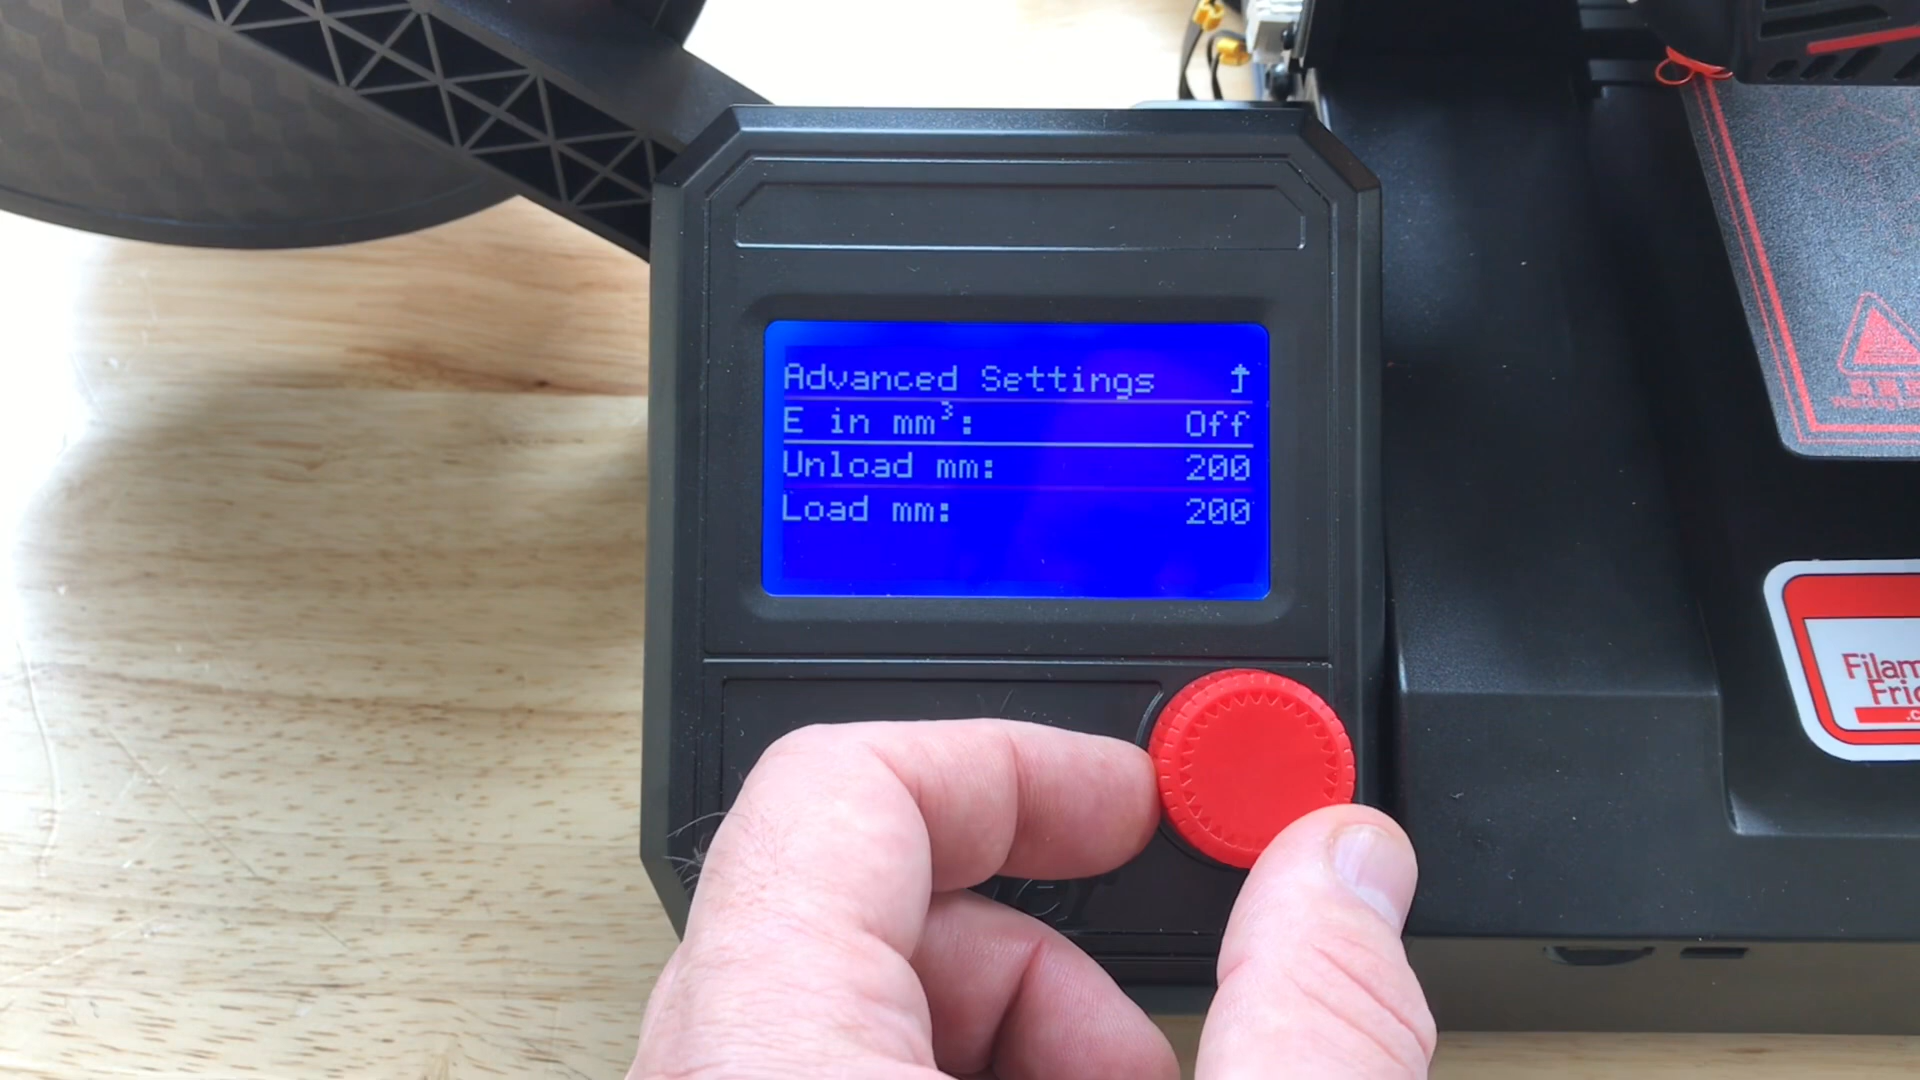 Advanced Settings
E in mm³: Off
Unload mm: 200
Load mm: 200